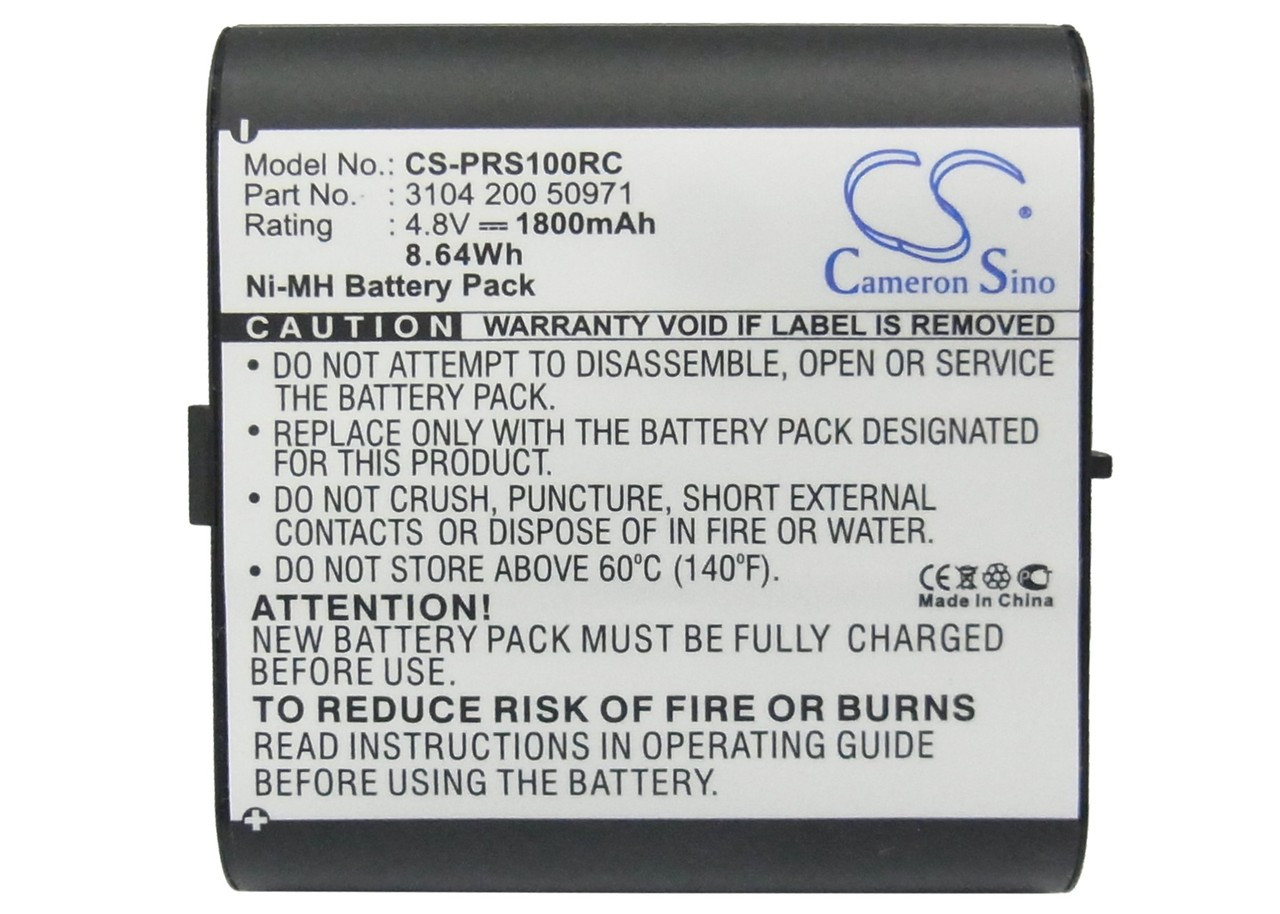 Model No.: CS-PRS100RC
Part No. : 3104 200 50971
Rating : 4.8V ⎓ 1800mAh
8.64Wh
Ni-MH Battery Pack
CS ®
Cameron Sino
CAUTION WARRANTY VOID IF LABEL IS REMOVED
• DO NOT ATTEMPT TO DISASSEMBLE, OPEN OR SERVICE
THE BATTERY PACK.
• REPLACE ONLY WITH THE BATTERY PACK DESIGNATED
FOR THIS PRODUCT.
• DO NOT CRUSH, PUNCTURE, SHORT EXTERNAL
CONTACTS OR DISPOSE OF IN FIRE OR WATER.
• DO NOT STORE ABOVE 60°C (140°F).
CE
Made In China
ATTENTION!
NEW BATTERY PACK MUST BE FULLY CHARGED
BEFORE USE.
TO REDUCE RISK OF FIRE OR BURNS
READ INSTRUCTIONS IN OPERATING GUIDE
BEFORE USING THE BATTERY.